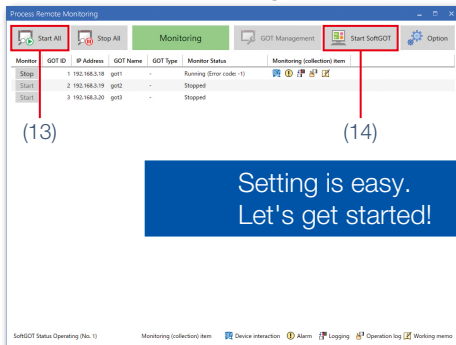 Process Remote Monitoring
Start All
Stop All
Monitoring
GOT Management
Start SoftGOT
Option
Monitor GOT ID IP Address GOT Name GOT Type Monitor Status Monitoring (collection) item
Stop 1 192.168.3.18 got1 - Running (Error code: -1)
Start 2 192.168.3.19 got2 - Stopped
Start 3 192.168.3.20 got3 - Stopped
(13)
(14)
Setting is easy.
Let's get started!
SoftGOT Status Operating (No. 1) Monitoring (collection) item Device interaction Alarm Logging Operation log Working memo